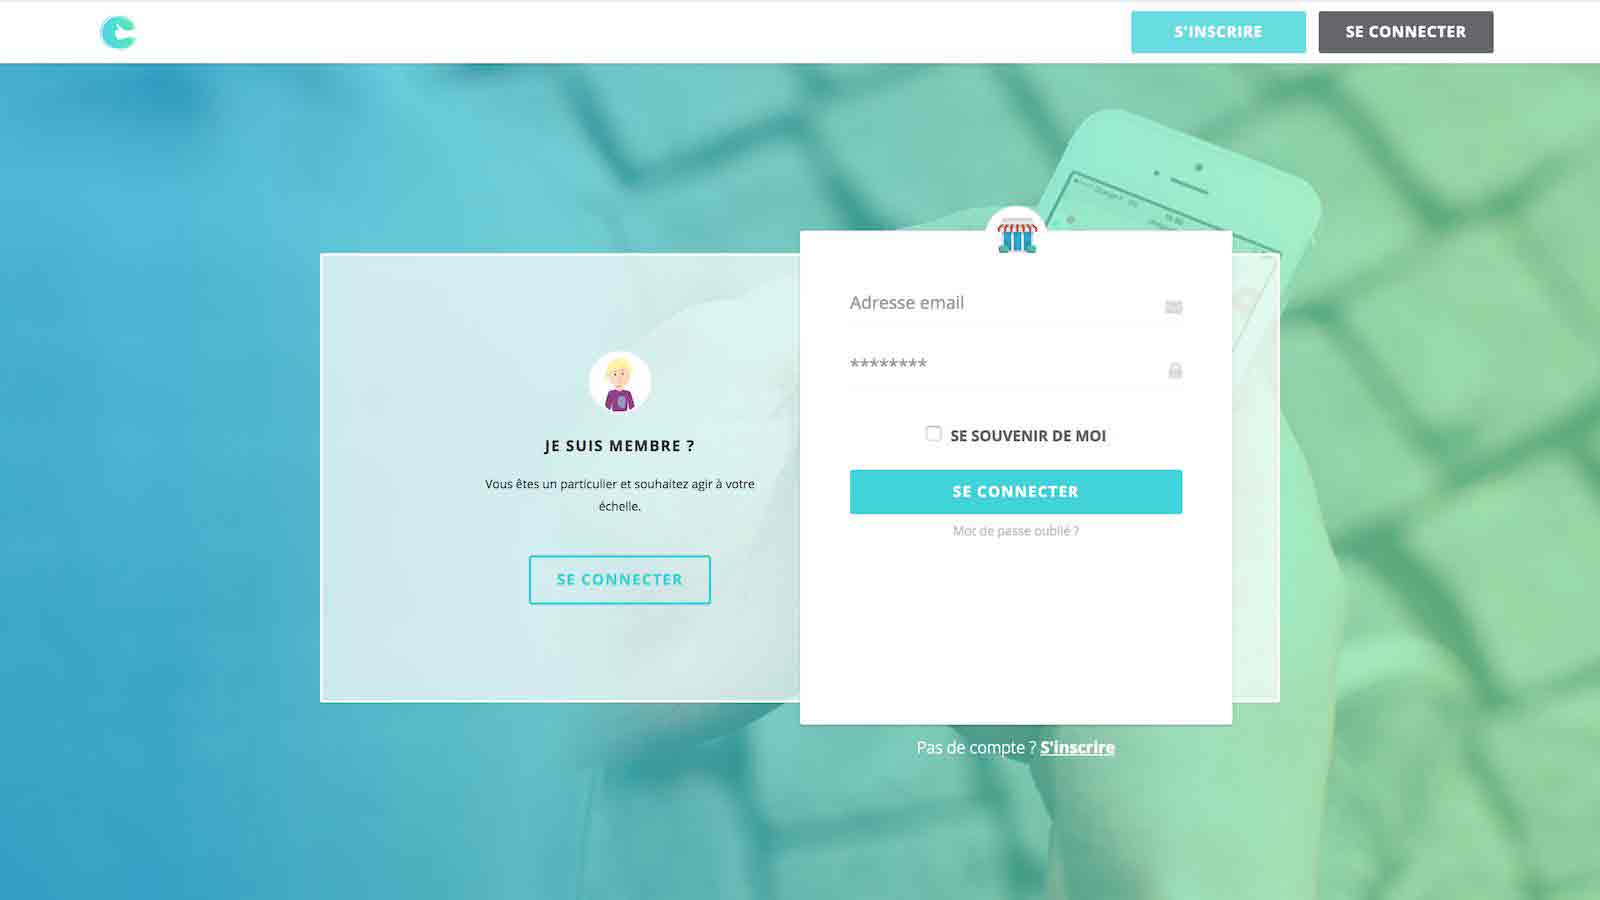 S'INSCRIRE
SE CONNECTER
JE SUIS MEMBRE ?
Vous êtes un particulier et souhaitez agir à votre
échelle.
SE CONNECTER
Adresse email
********
SE SOUVENIR DE MOI
SE CONNECTER
Mot de passe oublié ?
Pas de compte ? S'inscrire